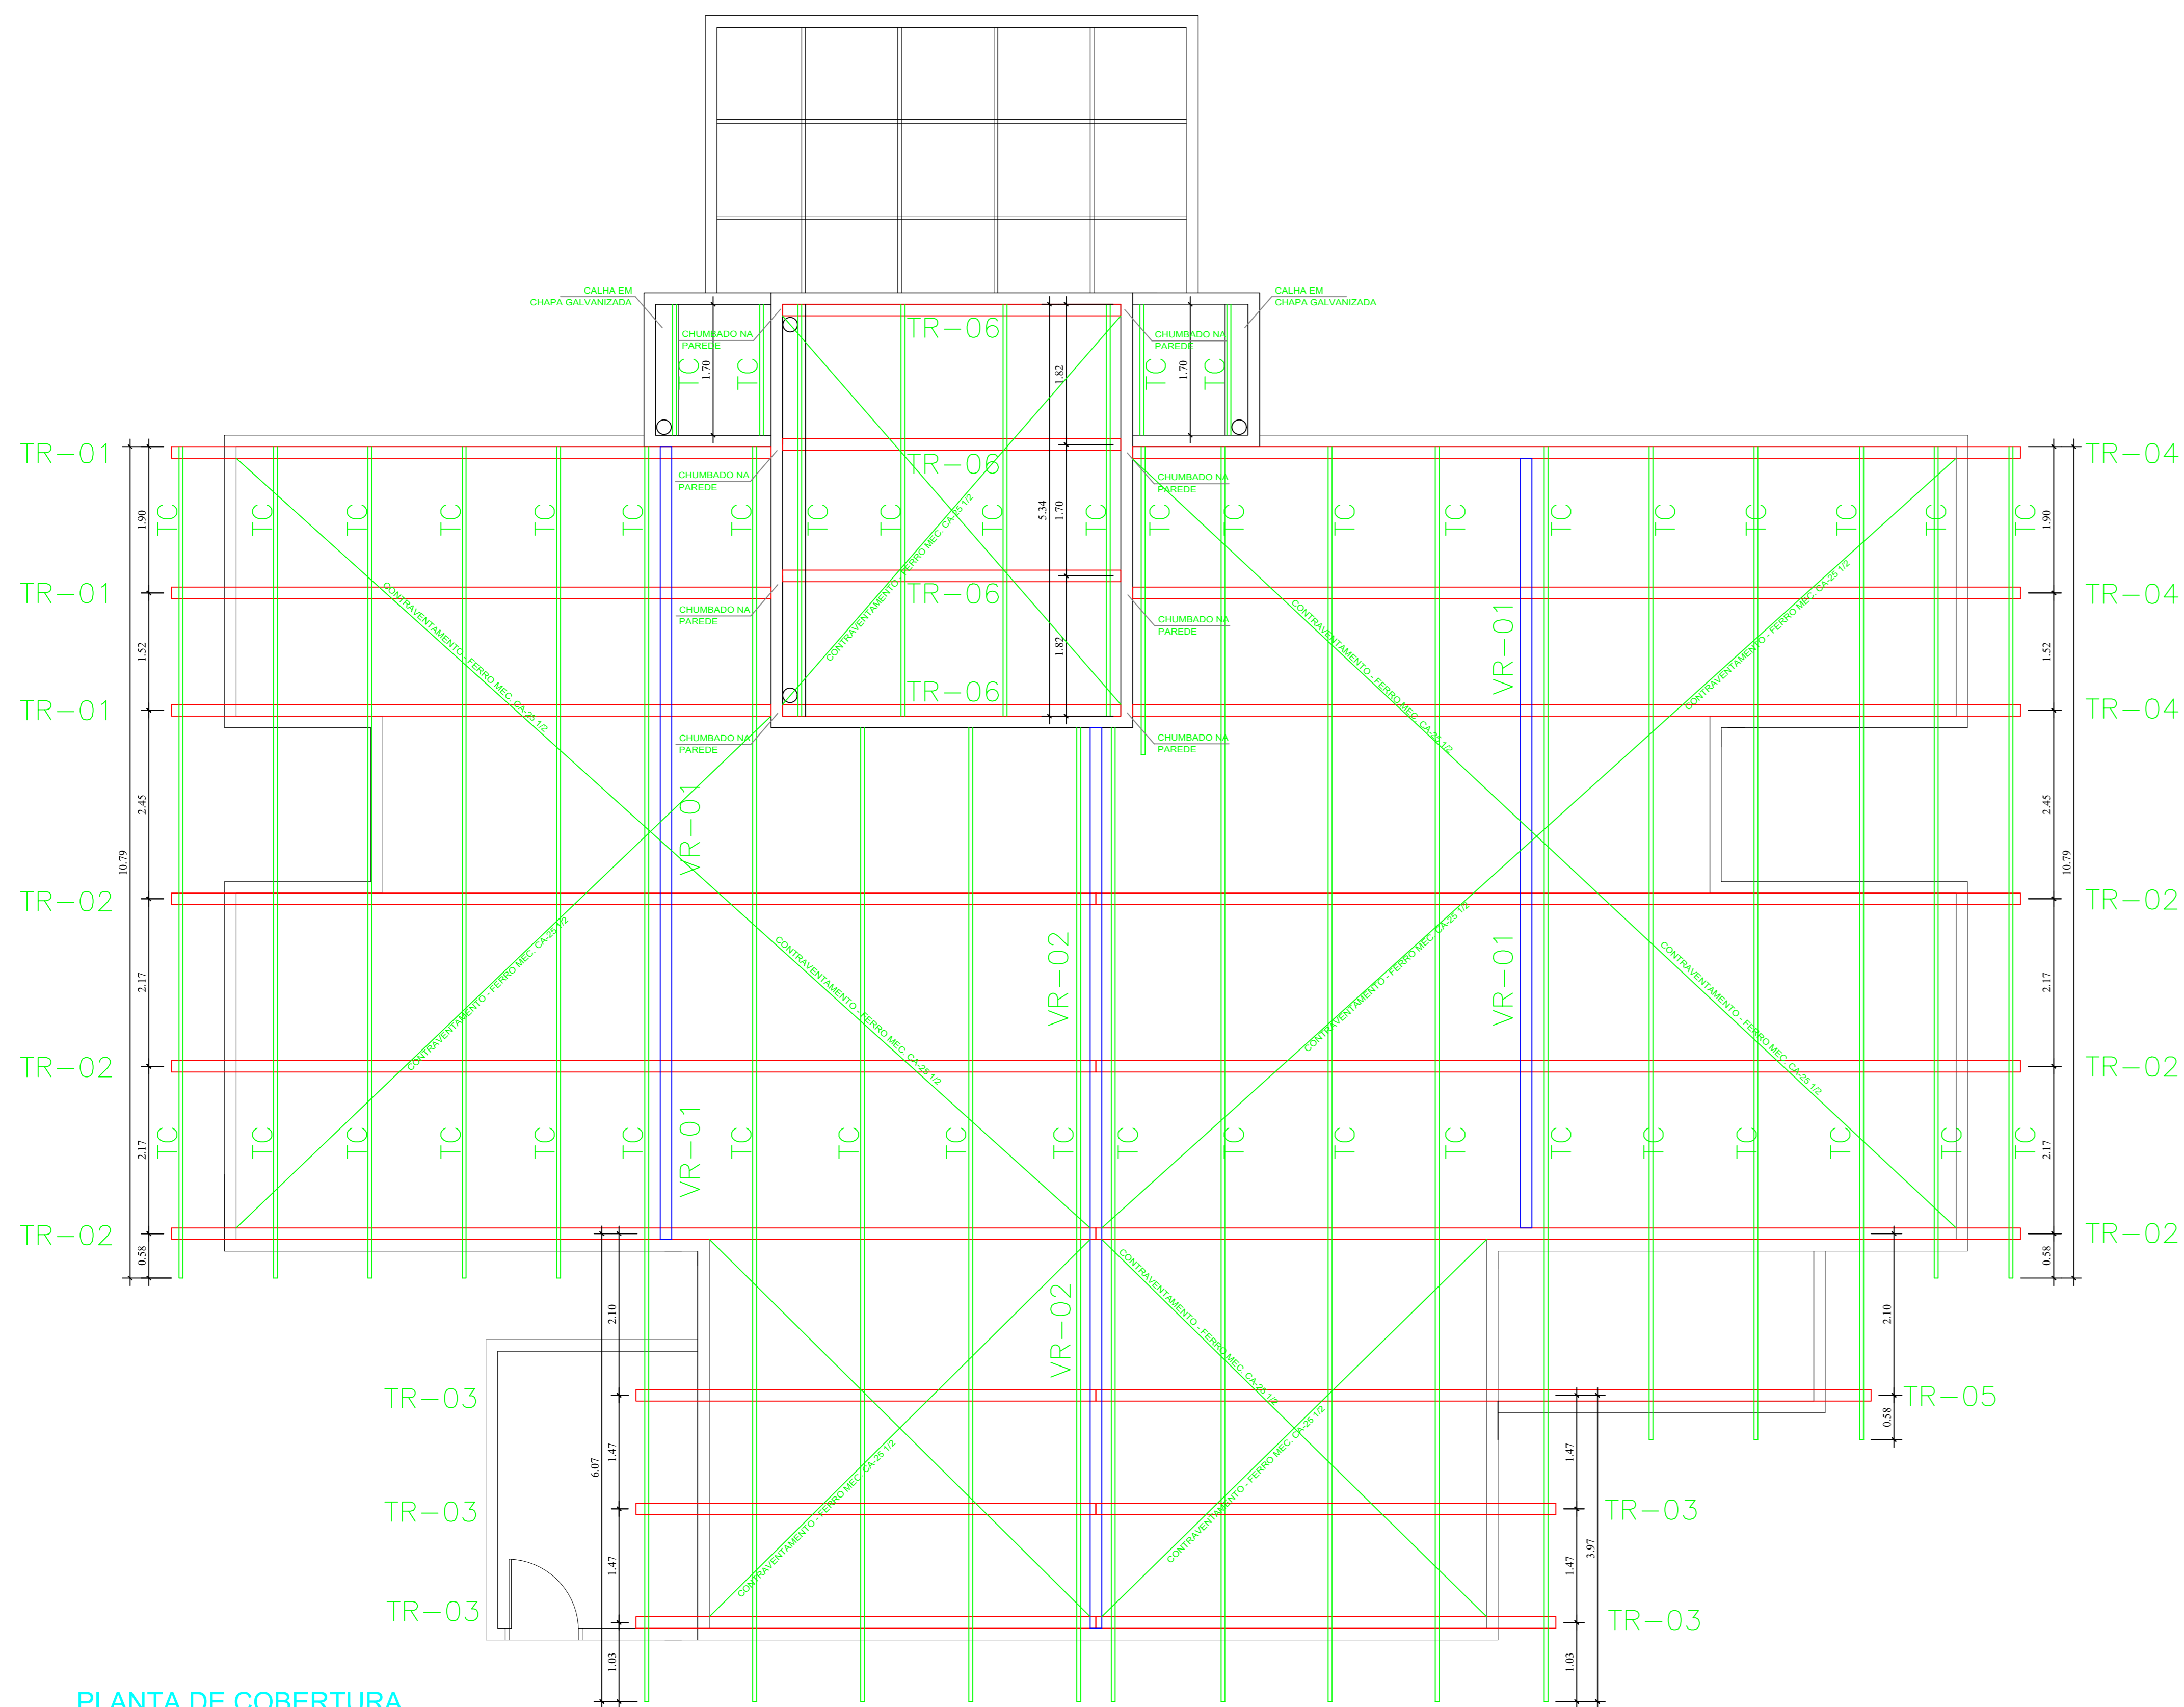 CALHA EM
CHAPA GALVANIZADA
CALHA EM
CHAPA GALVANIZADA
CHUMBADO NA
PAREDE
TR-06
CHUMBADO NA
PAREDE
TC
1.70
TC
1.82
TC
1.70
TC
TR-01
TR-04
CHUMBADO NA
PAREDE
TR-06
CHUMBADO NA
PAREDE
1.90
TC
TC
TC
TC
TC
TC
TC
TC
TC
5.34
1.70
TC
TC
TC
TC
TC
TC
TC
TC
TC
TC
TC
TC
1.90
CONTRAVENTAMENTO - FERRO MEC. CA-25 1/2
CONTRAVENTAMENTO - FERRO MEC. CA-25 1/2
TR-01
CONTRAVENTAMENTO - FERRO MEC. CA-25 1/2
CHUMBADO NA
PAREDE
TR-06
CHUMBADO NA
PAREDE
CONTRAVENTAMENTO - FERRO MEC. CA-25 1/2
VR-01
TR-04
1.52
1.82
1.52
TR-01
TR-06
TR-04
CHUMBADO NA
PAREDE
CHUMBADO NA
PAREDE
10.79
2.45
VR-01
2.45
10.79
TR-02
TR-02
CONTRAVENTAMENTO - FERRO MEC. CA-25 1/2
CONTRAVENTAMENTO - FERRO MEC. CA-25 1/2
VR-02
CONTRAVENTAMENTO - FERRO MEC. CA-25 1/2
VR-01
CONTRAVENTAMENTO - FERRO MEC. CA-25 1/2
2.17
2.17
TR-02
TR-02
2.17
TC
TC
TC
TC
TC
TC
VR-01
TC
TC
TC
TC
TC
TC
TC
TC
TC
TC
TC
TC
TC
TC
2.17
TR-02
TR-02
0.58
0.58
2.10
VR-02
CONTRAVENTAMENTO - FERRO MEC. CA-25 1/2
2.10
TR-03
TR-05
0.58
6.07
1.47
CONTRAVENTAMENTO - FERRO MEC. CA-25 1/2
CONTRAVENTAMENTO - FERRO MEC. CA-25 1/2
1.47
TR-03
TR-03
1.47
1.47
3.97
TR-03
TR-03
1.03
1.03
PLANTA DE COBERTURA